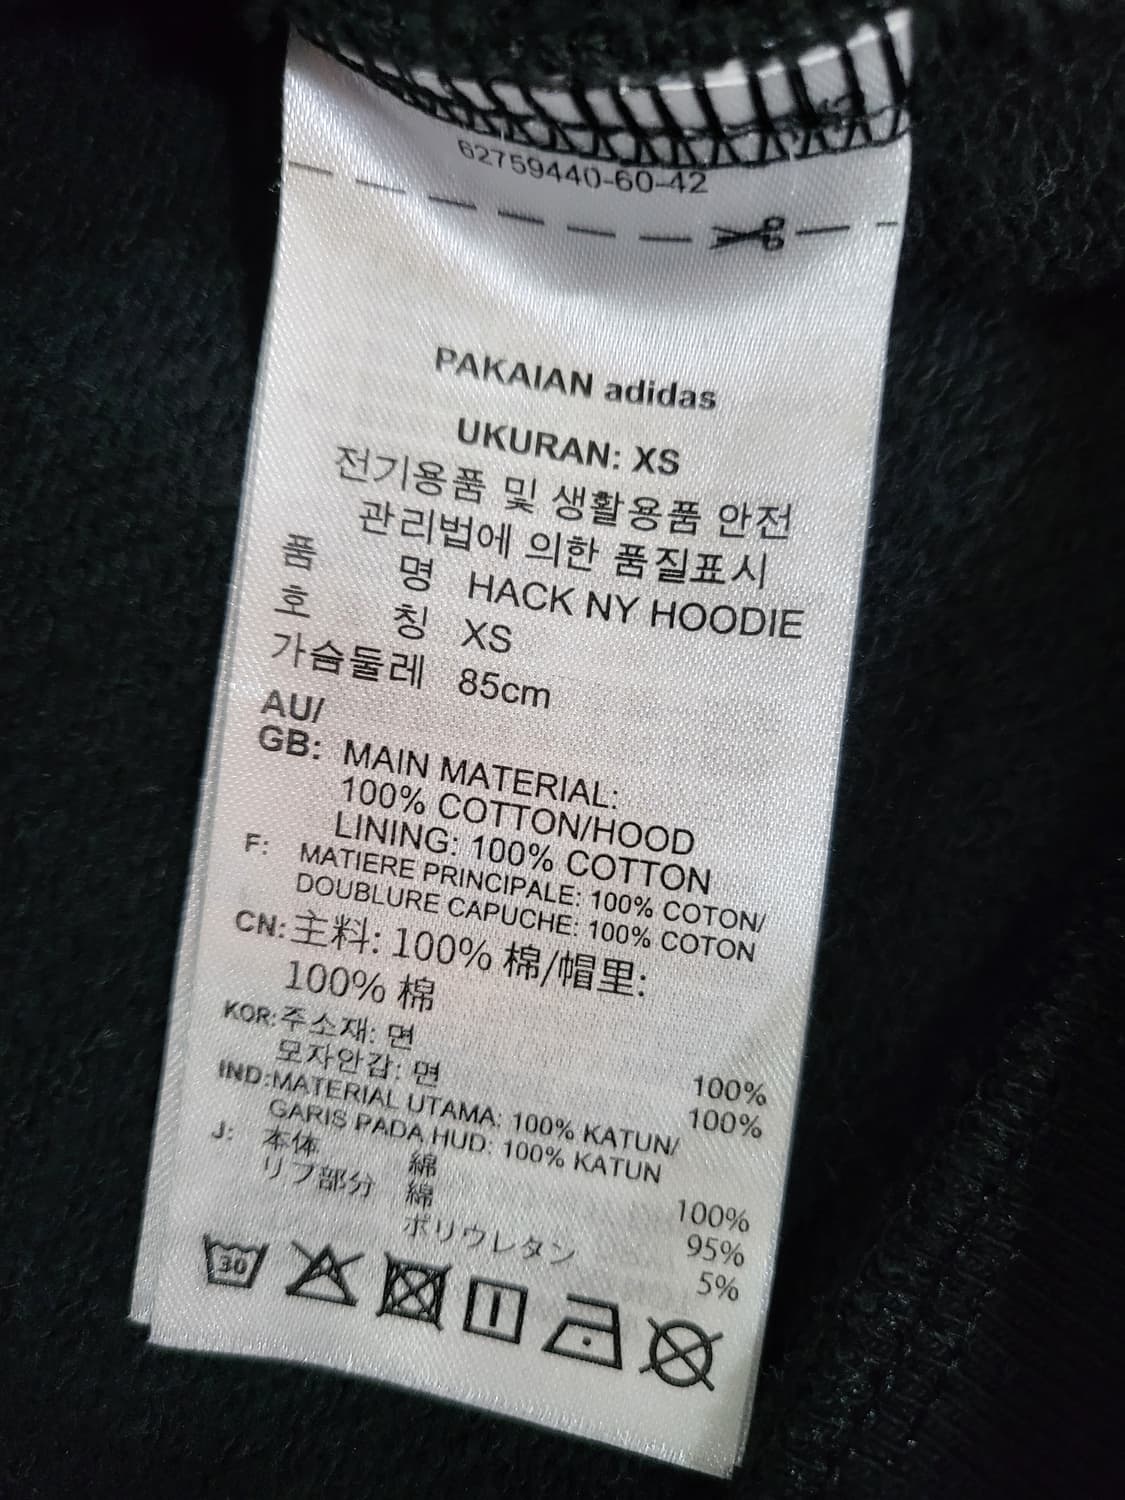 62759440-60-42
PAKAIAN adidas
UKURAN: XS
전기용품 및 생활용품 안전
관리법에 의한 품질표시
품 명 HACK NY HOODIE
호 칭 XS
가슴둘레 85cm
AU/
GB: MAIN MATERIAL:
100% COTTON/HOOD
LINING: 100% COTTON
F: MATIERE PRINCIPALE: 100% COTON/
DOUBLURE CAPUCHE: 100% COTON
CN: 主料: 100% 棉/帽里:
100% 棉
KOR: 주소재: 면 100%
모자안감: 면 100%
IND: MATERIAL UTAMA: 100% KATUN/
GARIS PADA HUD: 100% KATUN
J: 本体 綿 100%
リブ部分 綿 95%
ポリウレタン 5%
30